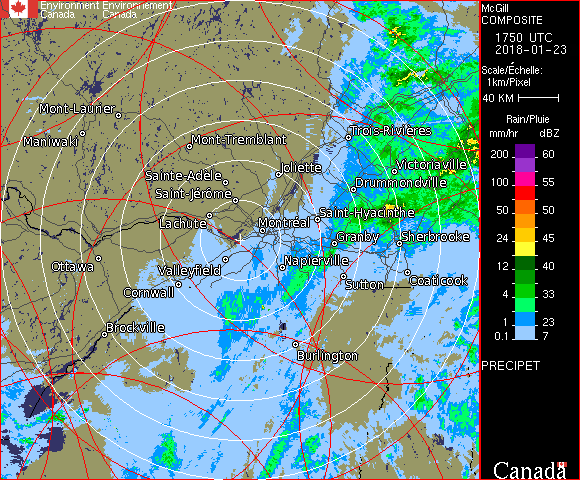 Environment Environnement
Canada Canada
McGill
COMPOSITE
1750 UTC
2018-01-23
Scale/Échelle:
1km/Pixel
40 KM
Rain/Pluie
mm/hr dBZ
200 60
100 55
50 50
24 45
12 40
4 33
1 23
0.1 7
PRECIPET
Canada
Mont-Laurier
Maniwaki
Mont-Tremblant
Trois-Rivières
Sainte-Adèle
Joliette
Victoriaville
Saint-Jérôme
Drummondville
Lachute
Montréal
Saint-Hyacinthe
Granby
Sherbrooke
Ottawa
Valleyfield
Napierville
Cornwall
Sutton
Coaticook
Brockville
Burlington